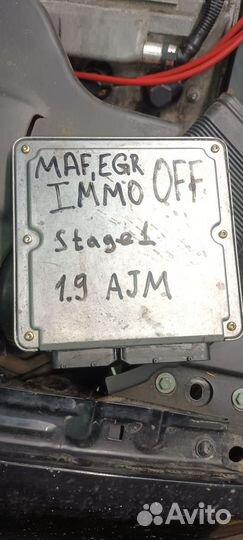 MAF,EGR
IMMO OFF
Stage1
1.9 AJM
Avito